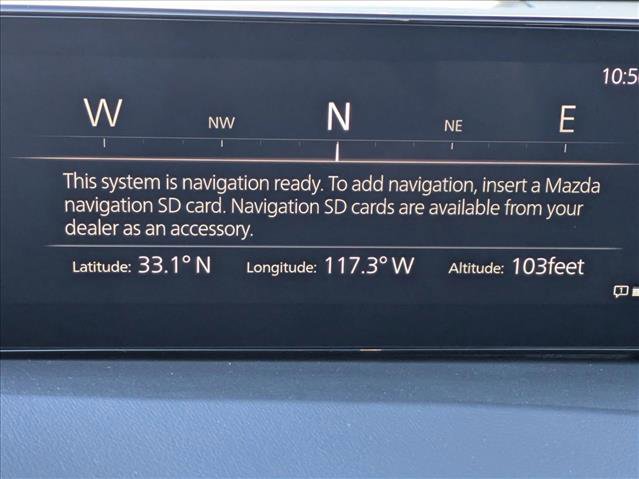 10:5
W NW N NE E
This system is navigation ready. To add navigation, insert a Mazda
navigation SD card. Navigation SD cards are available from your
dealer as an accessory.
Latitude: 33.1° N Longitude: 117.3° W Altitude: 103feet